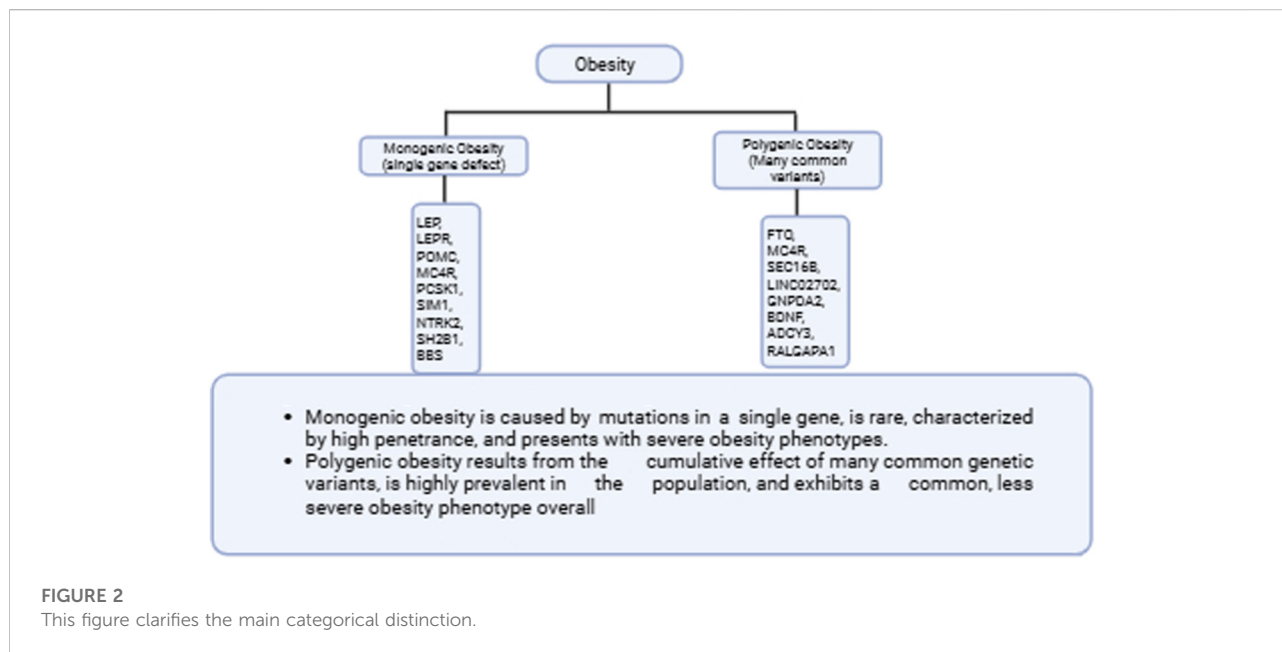 Obesity
Monogenic Obesity
(single gene defect)
Polygenic Obesity
(Many common
variants)
LEP,
LEPR,
POMC,
MC4R,
PCSK1,
SIM1,
NTRK2,
SH2B1,
BBS
FTO,
MC4R,
SEC16B,
LINC02702,
GNPDA2,
BDNF,
ADCY3,
RALGAPA1
• Monogenic obesity is caused by mutations in a single gene, is rare, characterized
by high penetrance, and presents with severe obesity phenotypes.
• Polygenic obesity results from the cumulative effect of many common genetic
variants, is highly prevalent in the population, and exhibits a common, less
severe obesity phenotype overall
FIGURE 2
This figure clarifies the main categorical distinction.